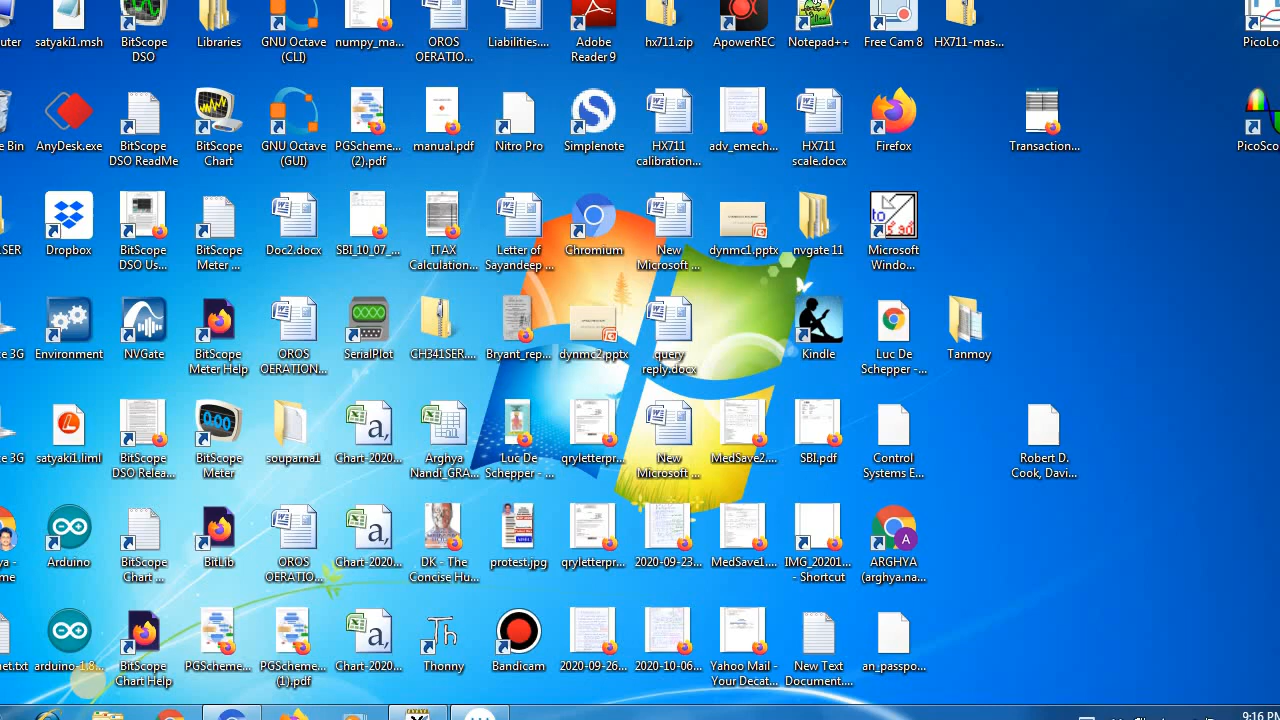 uter
satyaki1.msh
BitScope
DSO
Libraries
GNU Octave
(CLI)
numpy_ma...
OROS
OERATIO...
Liabilities....
Adobe
Reader 9
hx711.zip
ApowerREC
Notepad++
Free Cam 8
HX711-mas...
PicoLo
e Bin
AnyDesk.exe
BitScope
DSO ReadMe
BitScope
Chart
GNU Octave
(GUI)
PGScheme...
(2).pdf
manual.pdf
Nitro Pro
Simplenote
HX711
calibration...
adv_emech...
HX711
scale.docx
Firefox
Transaction...
PicoSco
SER
Dropbox
BitScope
DSO Us...
BitScope
Meter ...
Doc2.docx
SBI_10_07_...
ITAX
Calculation...
Letter of
Sayandeep ...
Chromium
New
Microsoft ...
dynmc1.pptx
nvgate 11
Microsoft
Windo...
e 3G
Environment
NVGate
BitScope
Meter Help
OROS
OERATION...
SerialPlot
CH341SER....
Bryant_rep...
dynmc2.pptx
query
reply.docx
Kindle
Luc De
Schepper -...
Tanmoy
e 3G
satyaki1.liml
BitScope
DSO Relea...
BitScope
Meter
souparna1
Chart-2020...
Arghya
Nandi_GRA...
Luc De
Schepper - ...
qryletterpr...
New
Microsoft ...
MedSave2....
SBI.pdf
Control
Systems E...
Robert D.
Cook, Davi...
ya -
me
Arduino
BitScope
Chart ...
BitLib
OROS
OERATIO...
Chart-2020...
DK - The
Concise Hu...
protest.jpg
qryletterpr...
2020-09-23...
MedSave1....
IMG_20201...
- Shortcut
ARGHYA
(arghya.na...
net.txt
arduino-1.8...
BitScope
Chart Help
PGScheme...
PGScheme...
(1).pdf
Chart-2020...
Thonny
Bandicam
2020-09-26...
2020-10-06...
Yahoo Mail -
Your Decat...
New Text
Document....
an_passpo...
9:16 PM